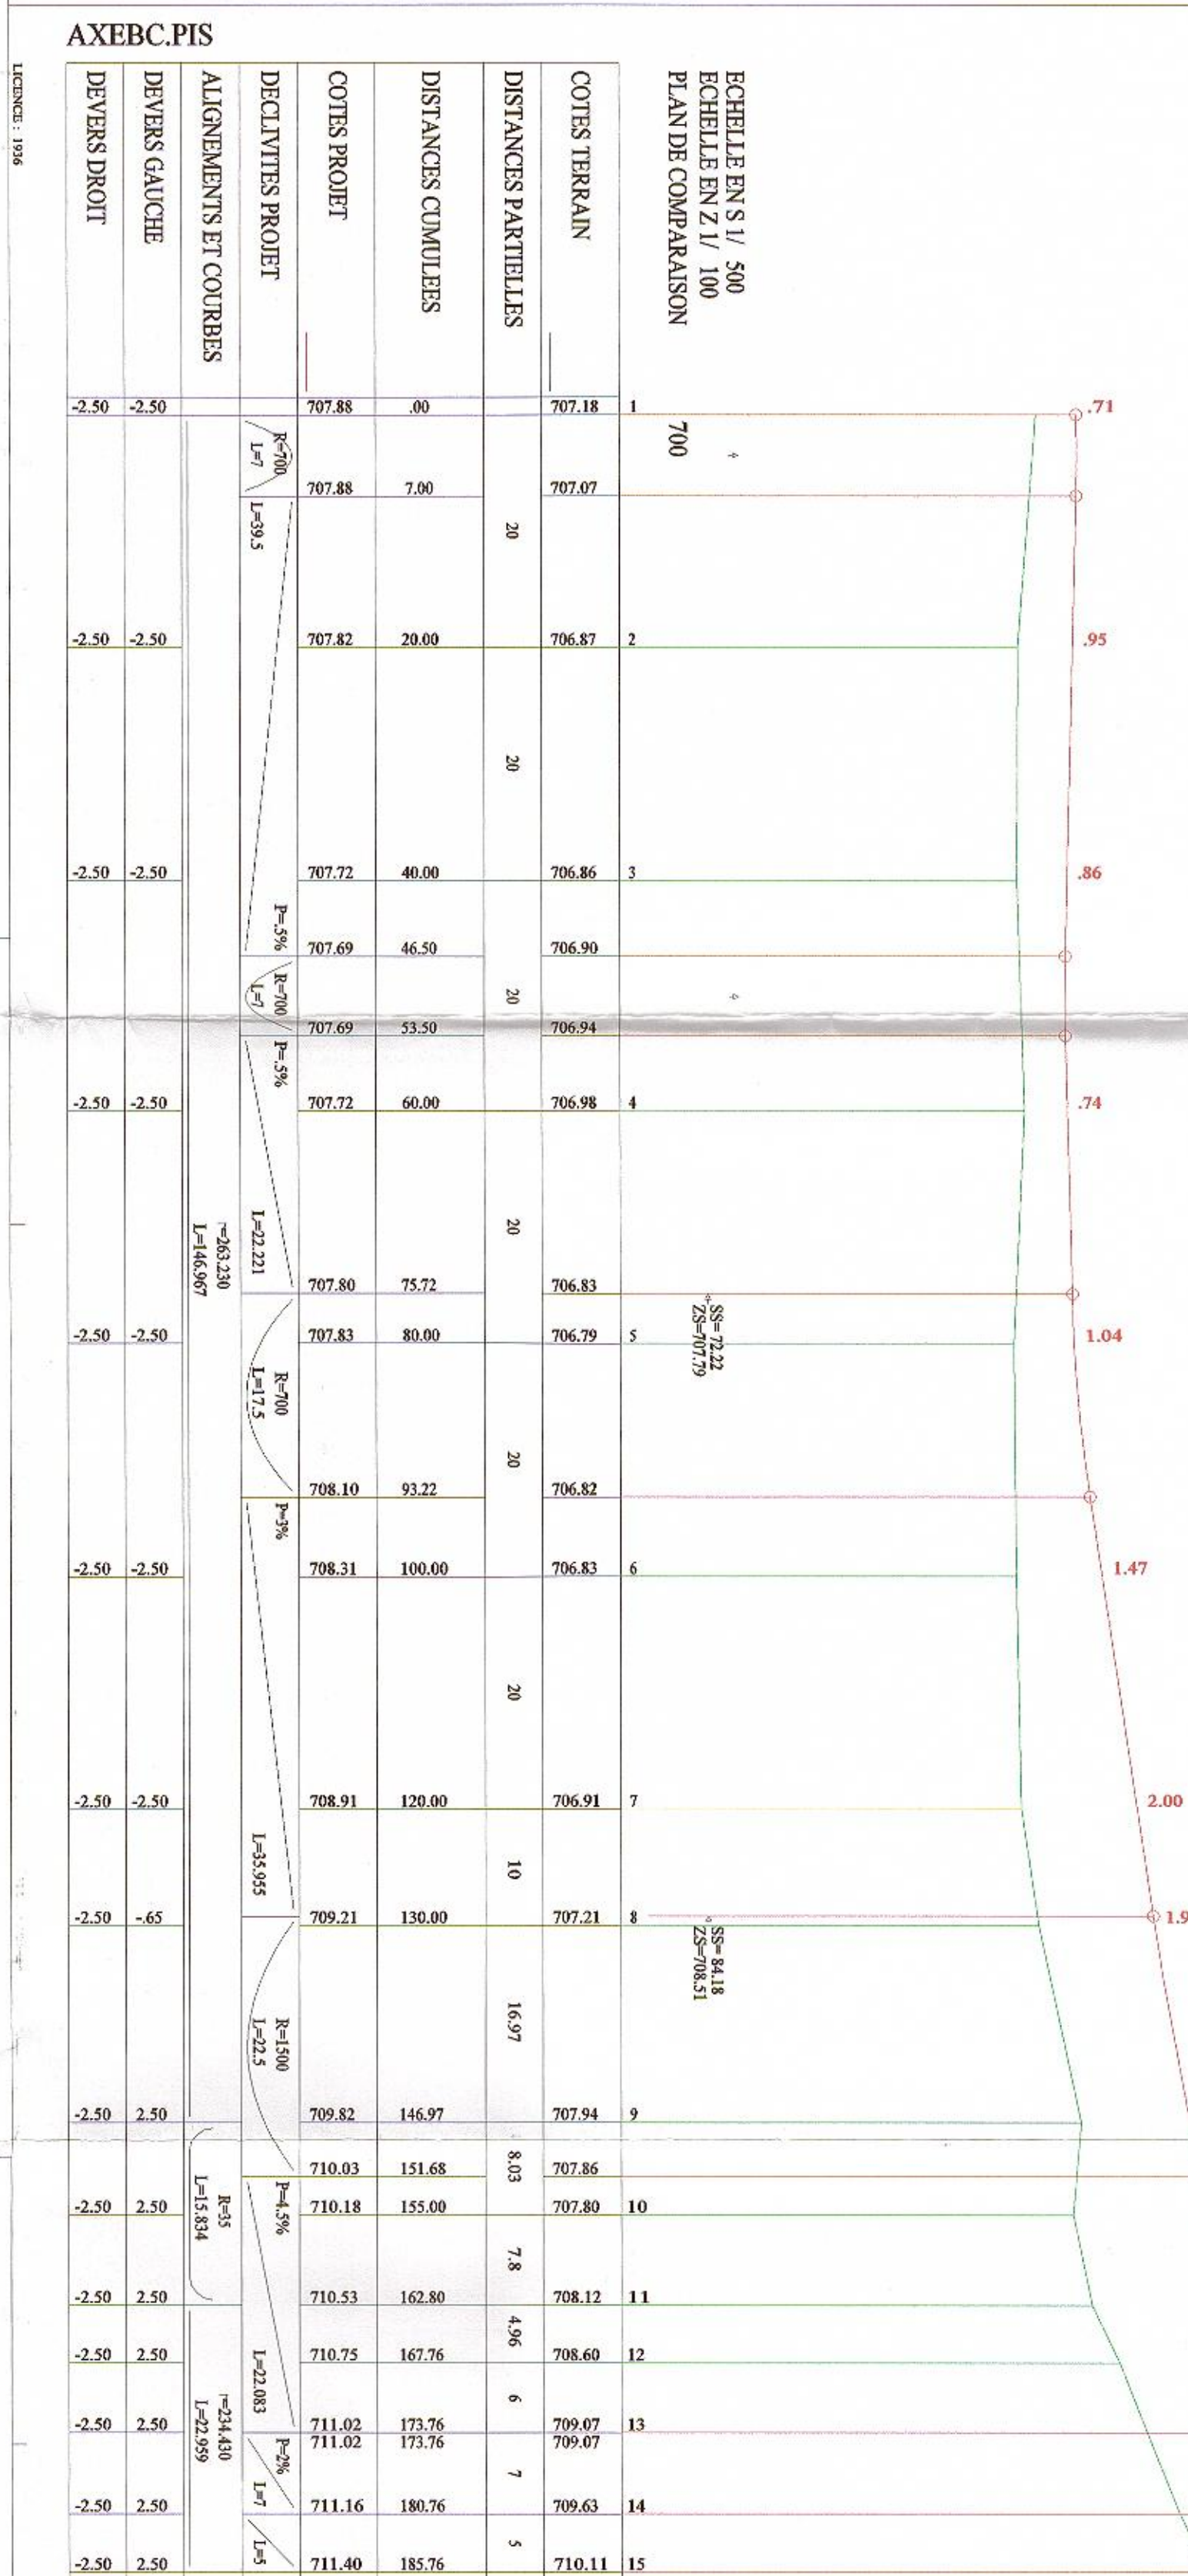 AXEBC.PIS
LICENCE : 1936
ECHELLE EN S 1/ 500
ECHELLE EN Z 1/ 100
PLAN DE COMPARAISON 700
COTES TERRAIN
DISTANCES PARTIELLES
DISTANCES CUMULEES
COTES PROJET
DECLIVITES PROJET
ALIGNEMENTS ET COURBES
DEVERS GAUCHE
DEVERS DROIT
-2.50 -2.50 707.88 .00 707.18 1 .71
R=700
L=7
707.88 7.00 707.07
L=39.5
20
-2.50 -2.50 707.82 20.00 706.87 2 .95
20
-2.50 -2.50 707.72 40.00 706.86 3 .86
P=.5%
707.69 46.50 706.90
R=700
L=7
20
707.69 53.50 706.94
P=.5%
-2.50 -2.50 707.72 60.00 706.98 4 .74
L=22.221
20
r=263.230
L=146.967
707.80 75.72 706.83
SS= 72.22
ZS=707.79
-2.50 -2.50 707.83 80.00 706.79 5 1.04
R=700
L=17.5
20
708.10 93.22 706.82
P=3%
-2.50 -2.50 708.31 100.00 706.83 6 1.47
20
-2.50 -2.50 708.91 120.00 706.91 7 2.00
L=35.955
10
-2.50 -.65 709.21 130.00 707.21 8 1.9
SS= 84.18
ZS=708.51
R=1500
L=22.5
16.97
-2.50 2.50 709.82 146.97 707.94 9
8.03
710.03 151.68 707.86
P=4.5%
R=35
L=15.834
-2.50 2.50 710.18 155.00 707.80 10
7.8
-2.50 2.50 710.53 162.80 708.12 11
4.96
-2.50 2.50 710.75 167.76 708.60 12
L=22.083
6
r=234.430
L=22.959
-2.50 2.50 711.02 173.76 709.07 13
711.02 173.76 709.07
P=2%
L=7
7
-2.50 2.50 711.16 180.76 709.63 14
L=5
5
-2.50 2.50 711.40 185.76 710.11 15